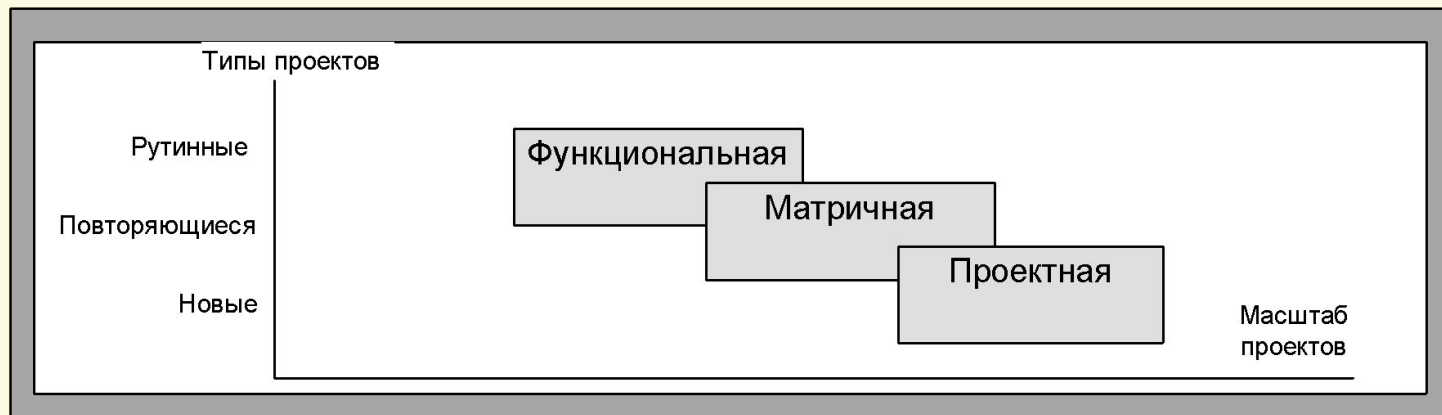 Типы проектов
Рутинные
Функциональная
Матричная
Повторяющиеся
Проектная
Новые
Масштаб
проектов